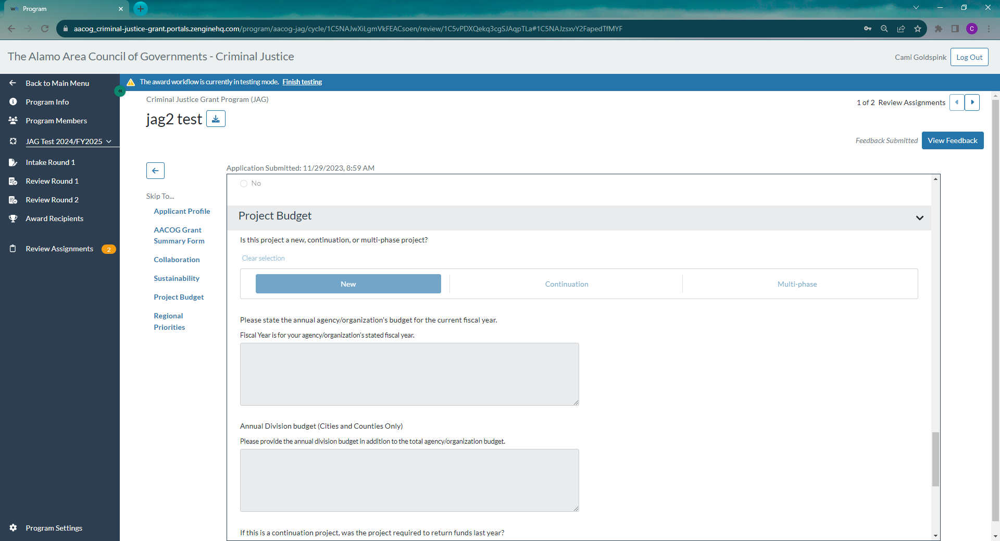 wh Program
aacog_criminal-justice-grant.portals.zenginehq.com/program/aacog-jag/cycle/1C5NAJwXiLgmVkFEACsoen/review/1C5vPDXQekq3cgSJAqpTLa#1C5NAJzsxvY2FapedTfMYF
C
The Alamo Area Council of Governments - Criminal Justice
Cami Goldspink
Log Out
Back to Main Menu
Program Info
Program Members
JAG Test 2024/FY2025
Intake Round 1
Review Round 1
Review Round 2
Award Recipients
Review Assignments 2
Program Settings
The award workflow is currently in testing mode. Finish testing
Criminal Justice Grant Program (JAG)
1 of 2 Review Assignments
jag2 test
Feedback Submitted
View Feedback
Application Submitted: 11/29/2023, 8:59 AM
Skip To...
Applicant Profile
AACOG Grant
Summary Form
Collaboration
Sustainability
Project Budget
Regional
Priorities
No
Project Budget
Is this project a new, continuation, or multi-phase project?
Clear selection
New
Continuation
Multi-phase
Please state the annual agency/organization's budget for the current fiscal year.
Fiscal Year is for your agency/organization's stated fiscal year.
Annual Division budget (Cities and Counties Only)
Please provide the annual division budget in addition to the total agency/organization budget.
If this is a continuation project, was the project required to return funds last year?